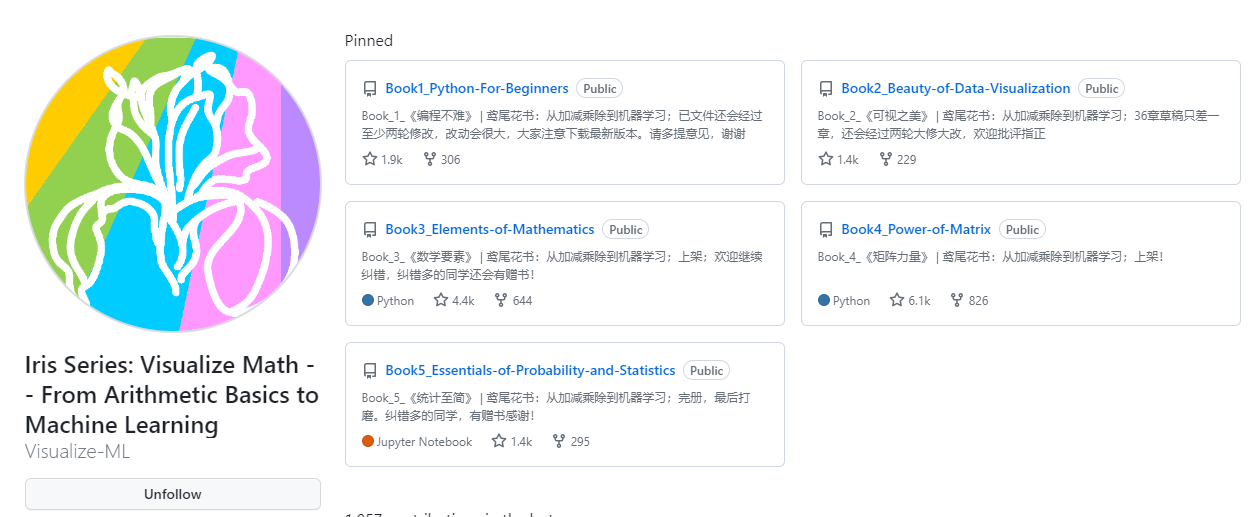 Pinned
Book1_Python-For-Beginners Public
Book_1_《编程不难》 | 鸢尾花书：从加减乘除到机器学习；已文件还会经过
至少两轮修改，改动会很大，大家注意下载最新版本。请多提意见，谢谢
1.9k 306
Book2_Beauty-of-Data-Visualization Public
Book_2_《可视之美》 | 鸢尾花书：从加减乘除到机器学习；36章草稿只差一
章，还会经过两轮大修大改，欢迎批评指正
1.4k 229
Book3_Elements-of-Mathematics Public
Book_3_《数学要素》 | 鸢尾花书：从加减乘除到机器学习；上架；欢迎继续
纠错，纠错多的同学还会有赠书！
Python 4.4k 644
Book4_Power-of-Matrix Public
Book_4_《矩阵力量》 | 鸢尾花书：从加减乘除到机器学习；上架！
Python 6.1k 826
Book5_Essentials-of-Probability-and-Statistics Public
Book_5_《统计至简》 | 鸢尾花书：从加减乘除到机器学习；完册，最后打
磨。纠错多的同学，有赠书感谢！
Jupyter Notebook 1.4k 295
Iris Series: Visualize Math -
- From Arithmetic Basics to
Machine Learning
Visualize-ML
Unfollow